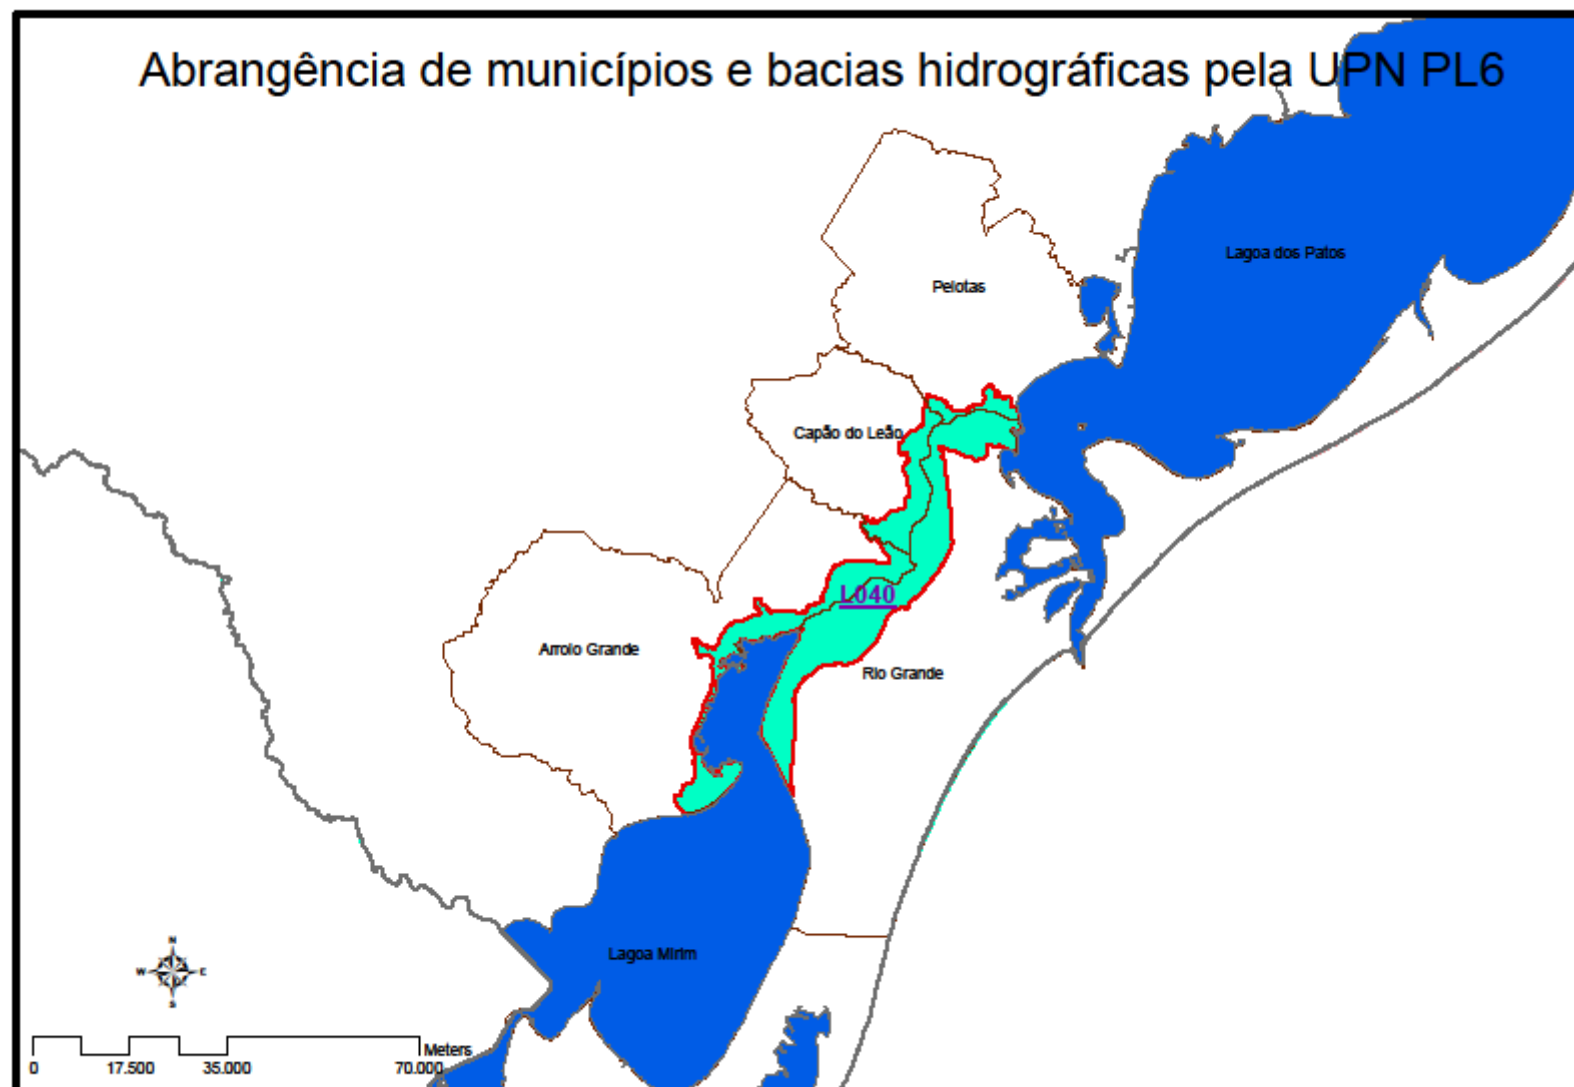 Abrangência de municípios e bacias hidrográficas pela UPN PL6
Lagoa dos Patos
Pelotas
Capão do Leão
L040
Arroio Grande
Rio Grande
Lagoa Mirim
N
W E
S
Meters
0 17.500 35.000 70.000